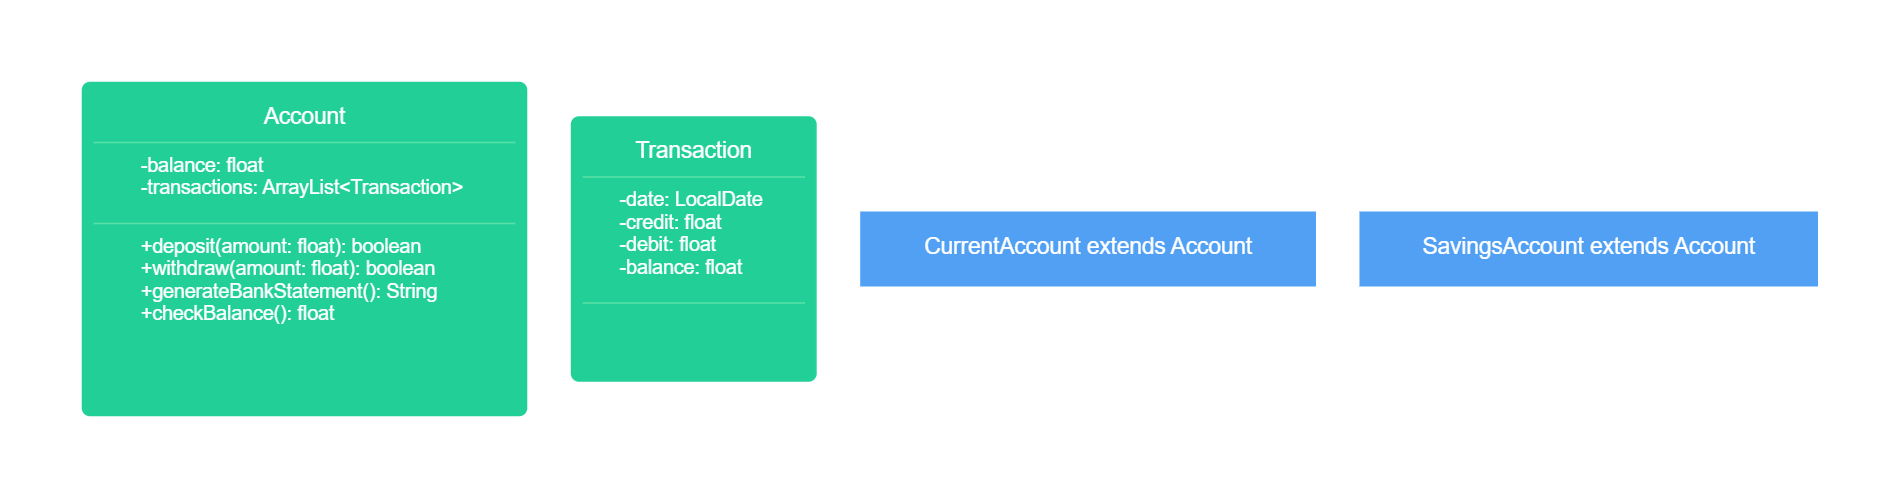 Account
-balance: float
-transactions: ArrayList<Transaction>
+deposit(amount: float): boolean
+withdraw(amount: float): boolean
+generateBankStatement(): String
+checkBalance(): float
Transaction
-date: LocalDate
-credit: float
-debit: float
-balance: float
CurrentAccount extends Account
SavingsAccount extends Account